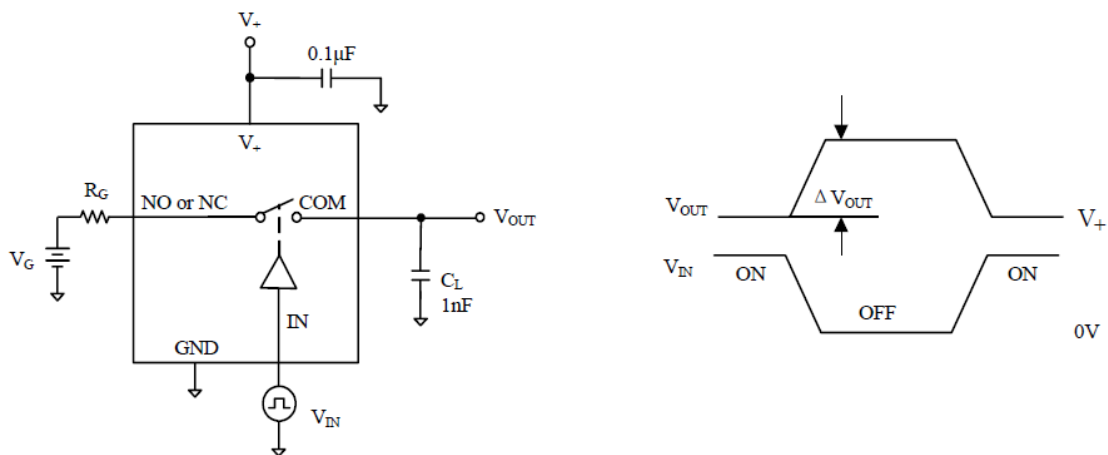 V+
0.1μF
V+
RG
NO or NC
COM
VOUT
VG
CL
1nF
IN
GND
VIN
VOUT
Δ VOUT
V+
VIN
ON
OFF
ON
0V